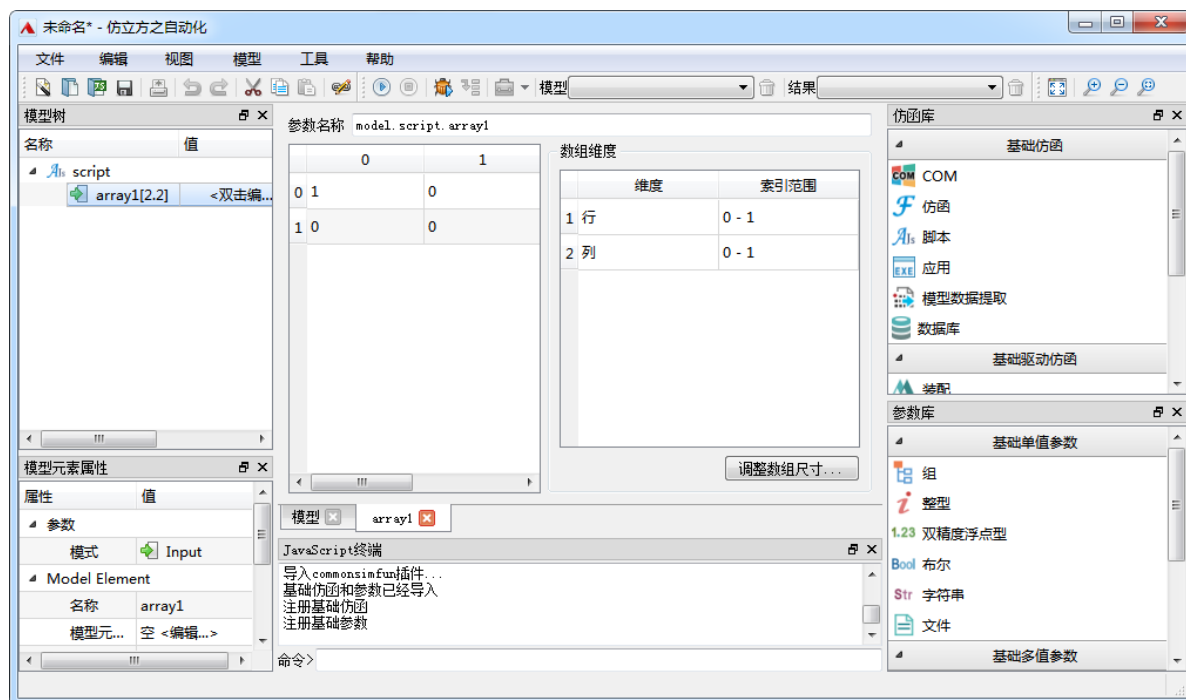 未命名* - 仿立方之自动化
文件 编辑 视图 模型 工具 帮助
模型 结果
模型树
名称 值
AJs script
array1[2.2] <双击编...
参数名称 model.script.array1
0 1
0 1 0
1 0 0
数组维度
维度 索引范围
1 行 0 - 1
2 列 0 - 1
调整数组尺寸...
模型元素属性
属性 值
参数
模式 Input
Model Element
名称 array1
模型元... 空 <编辑...>
模型 array1
JavaScript终端
导入commonsimfun插件...
基础仿函和参数已经导入
注册基础仿函
注册基础参数
命令>
仿函库
基础仿函
COM COM
F 仿函
AJs 脚本
EXE 应用
模型数据提取
数据库
基础驱动仿函
装配
参数库
基础单值参数
组
i 整型
1.23 双精度浮点型
Bool 布尔
Str 字符串
文件
基础多值参数